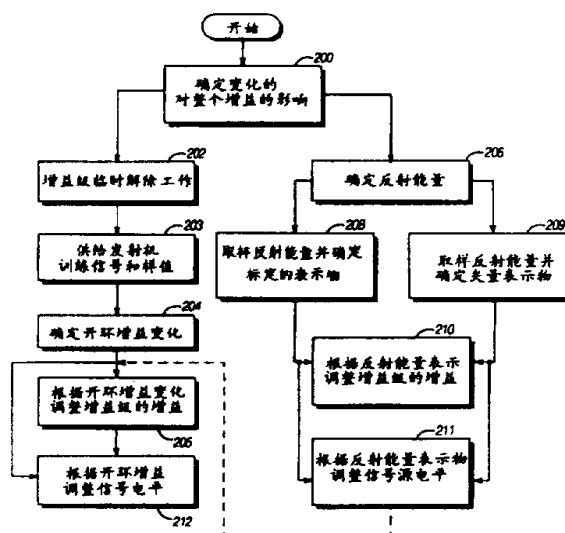 开始
200
确定变化的
对整个增益的影响
202
增益级临时解除工作
203
供给发射机
训练信号和样值
204
确定开环增益变化
根据开环增益变化
调整增益级的增益
205
根据开环增益
调整信号电平
212
206
确定反射能量
208
取样反射能量并确定
标定的表示物
209
取样反射能量并
确定矢量表示物
210
根据反射能量表示
调整增益级的增益
211
根据反射能量表示物
调整信号源电平